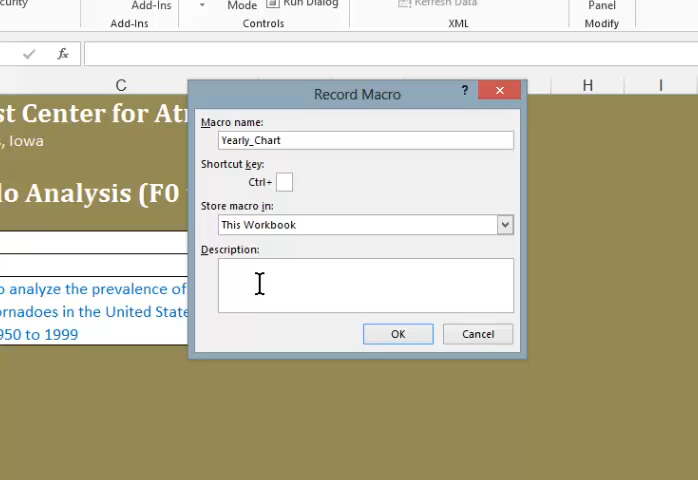 curity
Add-Ins
Mode
Run Dialog
Refresh Data
Panel
Add-Ins
Controls
XML
Modify
fx
C
H
I
st Center for At
s, Iowa
lo Analysis (F0
o analyze the prevalence of
ornadoes in the United State
950 to 1999
Record Macro
?
Macro name:
Yearly_Chart
Shortcut key:
Ctrl+
Store macro in:
This Workbook
Description:
OK
Cancel